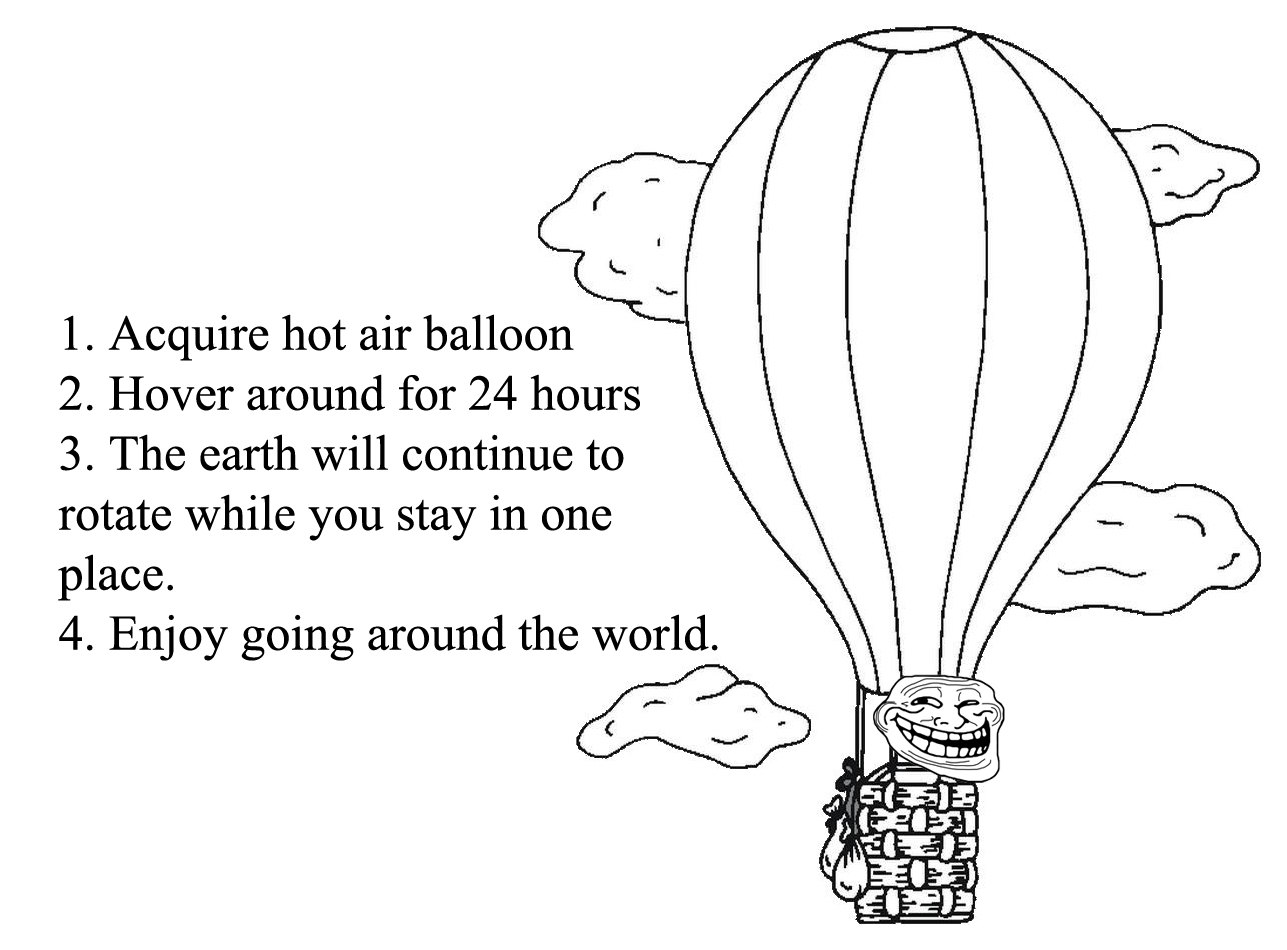 1. Acquire hot air balloon
2. Hover around for 24 hours
3. The earth will continue to
rotate while you stay in one
place.
4. Enjoy going around the world.